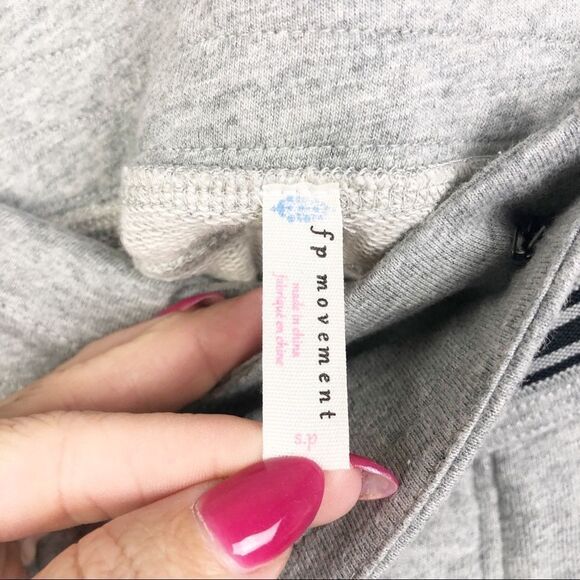 fp movement
made in china
fabriqué en chine
p's